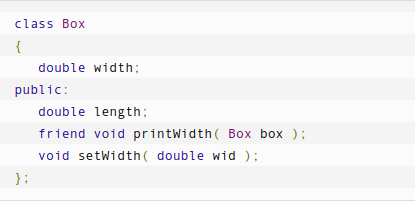 class Box
{
   double width;
public:
   double length;
   friend void printWidth( Box box );
   void setWidth( double wid );
};